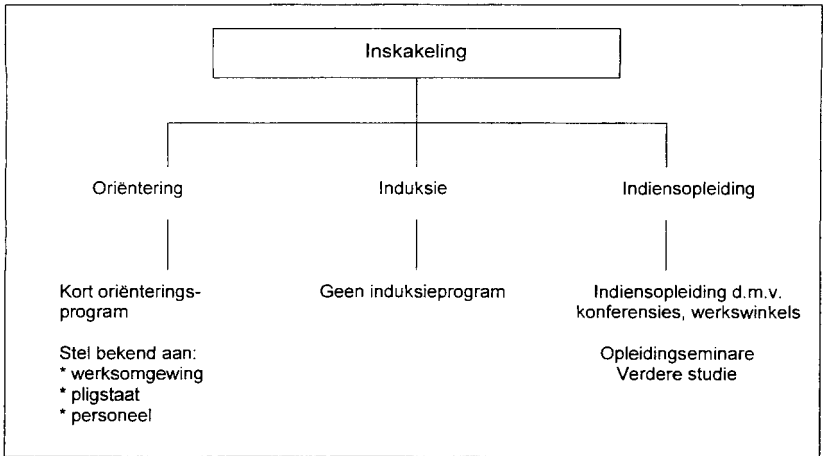 Inskakeling
Oriëntering
Induksie
Indiensopleiding
Kort oriënterings-
program
Stel bekend aan:
* werksomgewing
* pligstaat
* personeel
Geen induksieprogram
Indiensopleiding d.m.v.
konferensies, werkswinkels
Opleidingseminare
Verdere studie